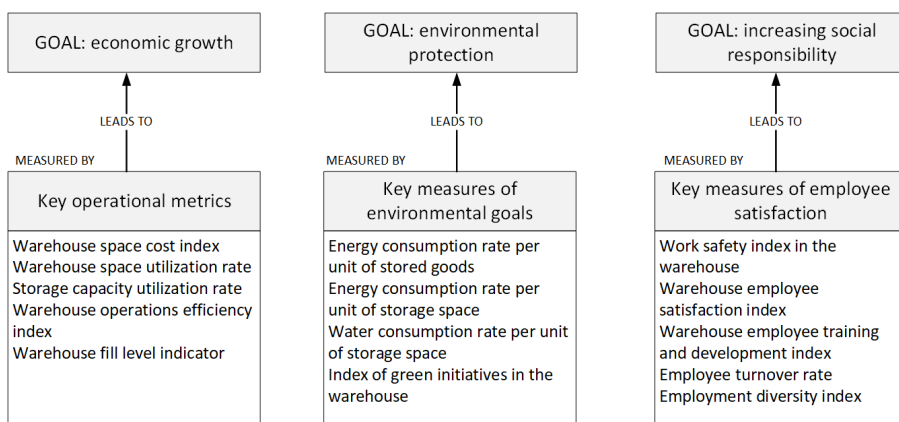 GOAL: economic growth
LEADS TO
MEASURED BY
Key operational metrics
Warehouse space cost index
Warehouse space utilization rate
Storage capacity utilization rate
Warehouse operations efficiency
index
Warehouse fill level indicator
GOAL: environmental
protection
LEADS TO
MEASURED BY
Key measures of
environmental goals
Energy consumption rate per
unit of stored goods
Energy consumption rate per
unit of storage space
Water consumption rate per unit
of storage space
Index of green initiatives in the
warehouse
GOAL: increasing social
responsibility
LEADS TO
MEASURED BY
Key measures of employee
satisfaction
Work safety index in the
warehouse
Warehouse employee
satisfaction index
Warehouse employee training
and development index
Employee turnover rate
Employment diversity index